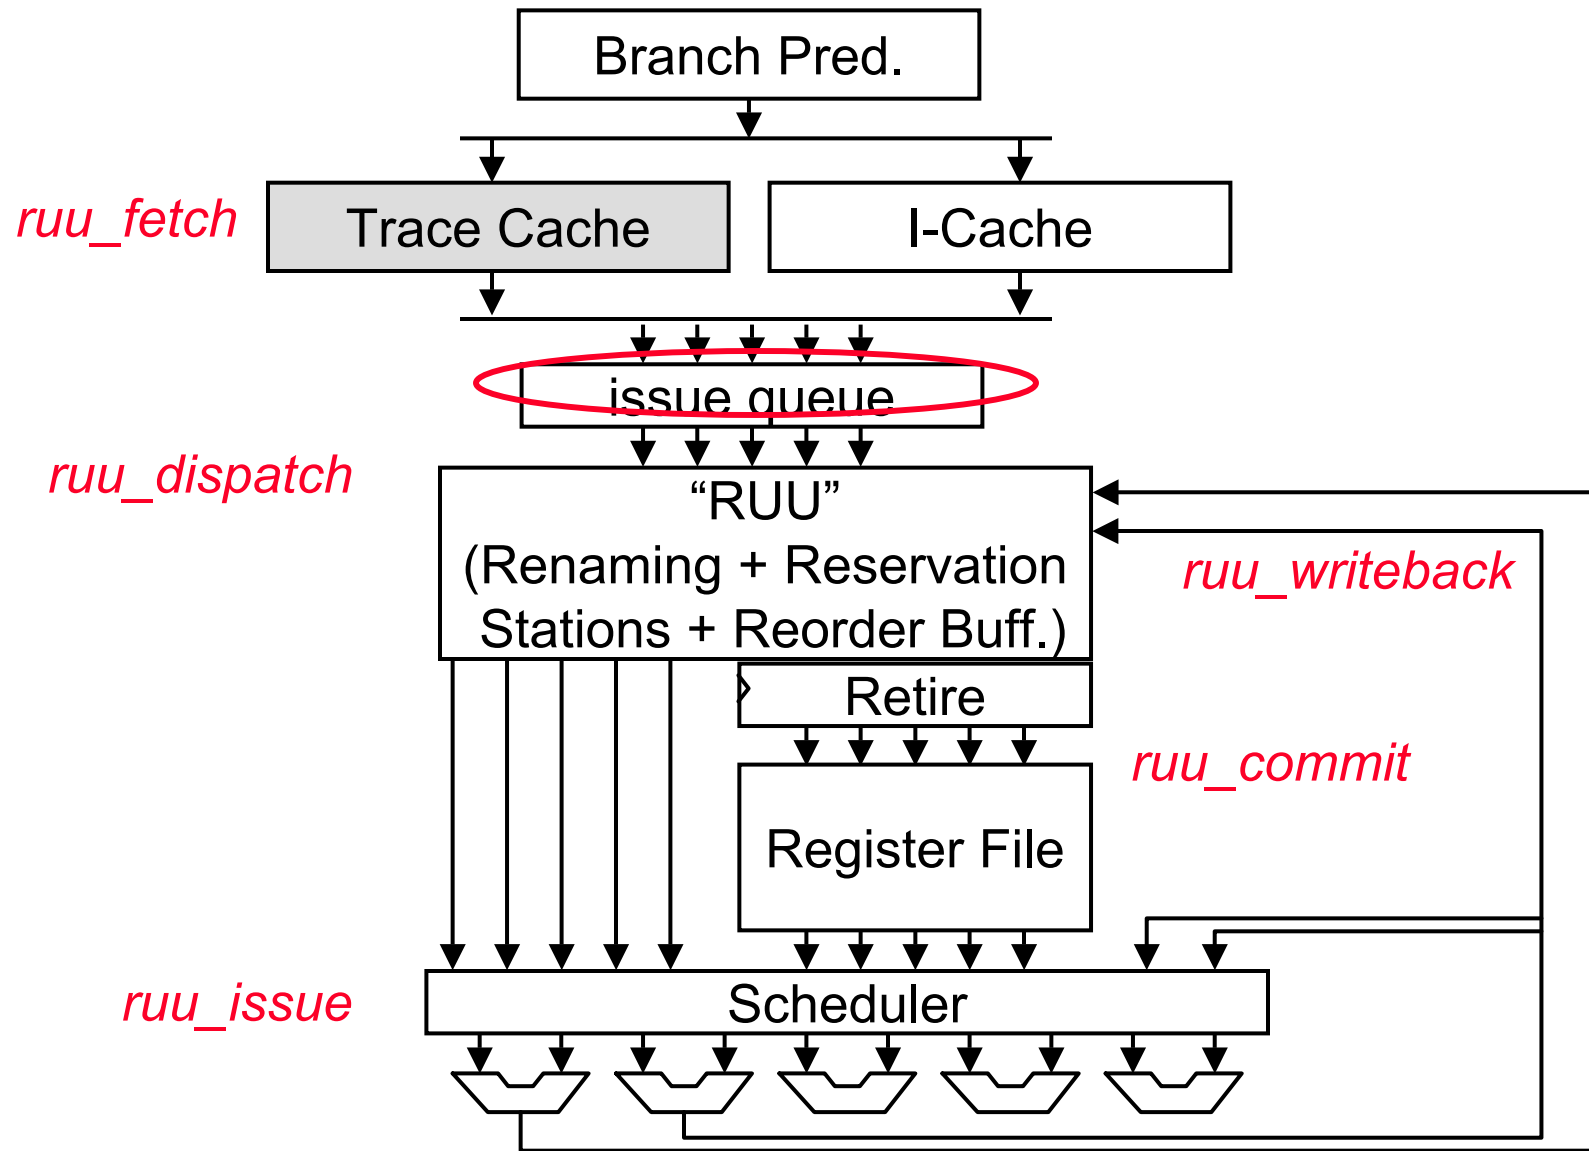 Branch Pred.
ruu_fetch
Trace Cache
I-Cache
issue queue
ruu_dispatch
“RUU”
(Renaming + Reservation
Stations + Reorder Buff.)
ruu_writeback
Retire
ruu_commit
Register File
ruu_issue
Scheduler